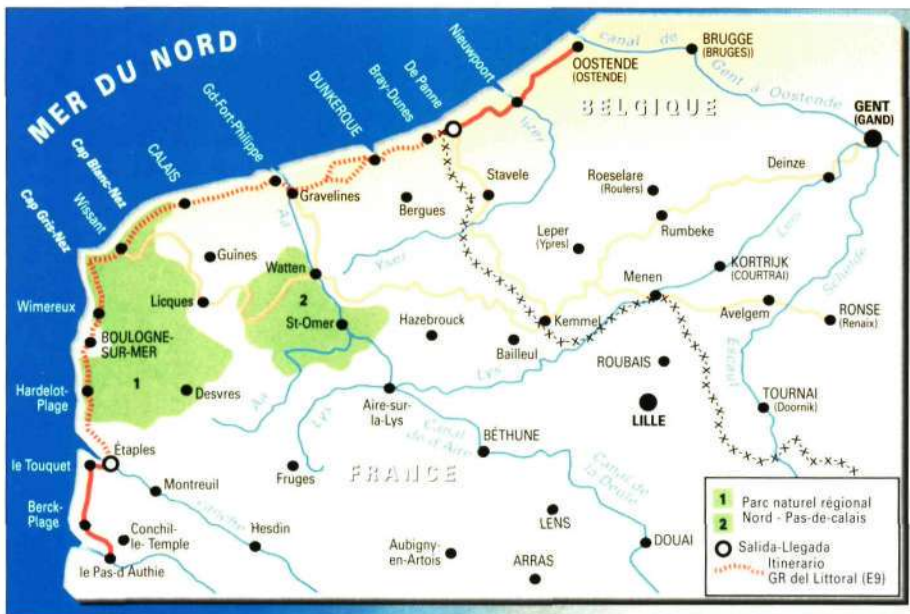 MER DU NORD
Cap Gris-Nez
Wissant
Cap Blanc-Nez
CALAIS
Gd-Fort-Philippe
DUNKERQUE
Bray-Dunes
De Panne
Nieuwpoort
OOSTENDE
(OSTENDE)
canal de
Gent à Oostende
BRUGGE
(BRUGES))
BELGIQUE
GENT
(GAND)
Ijzer
Deinze
Stavele
Roeselare
(Roulers)
Gravelines
Bergues
Rumbeke
Leper
(Ypres)
Aa
Yser
Leie
Schelde
Guînes
Watten
KORTRIJK
(COURTRAI)
Menen
Licques
2
St-Omer
Hazebrouck
Kemmel
Avelgem
RONSE
(Renaix)
Wimereux
BOULOGNE-
SUR-MER
Bailleul
ROUBAIS
Lys
Escaut
Hardelot-
Plage
1
Desvres
Aa
Lys
Aire-sur-
la-Lys
LILLE
TOURNAI
(Doornik)
Canal
de d'Aire
BÉTHUNE
Étaples
le Touquet
Fruges
FRANCE
Canal de
la Deule
Montreuil
canche
Berck-
Plage
Conchil-
le- Temple
Hesdin
LENS
DOUAI
le Pas-d'Authie
Aubigny-
en-Artois
ARRAS
1 Parc naturel régional
2 Nord - Pas-de-calais
Salida-Llegada
Itinerario
GR del Littoral (E9)